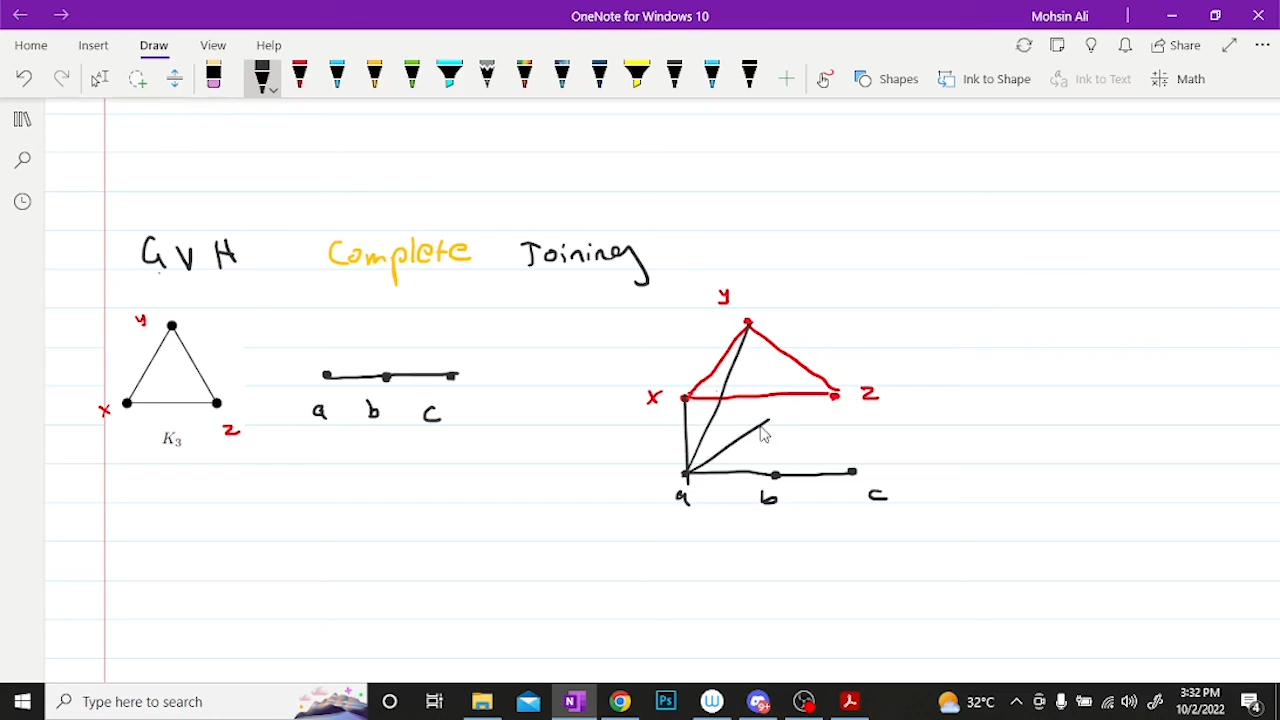 OneNote for Windows 10
Mohsin Ali
Home Insert Draw View Help
Share
Shapes Ink to Shape Ink to Text Math
G V H Complete Joining
y
y
x z
a b c
K3
x z
a b c
Type here to search
32°C
3:32 PM
10/2/2022
4